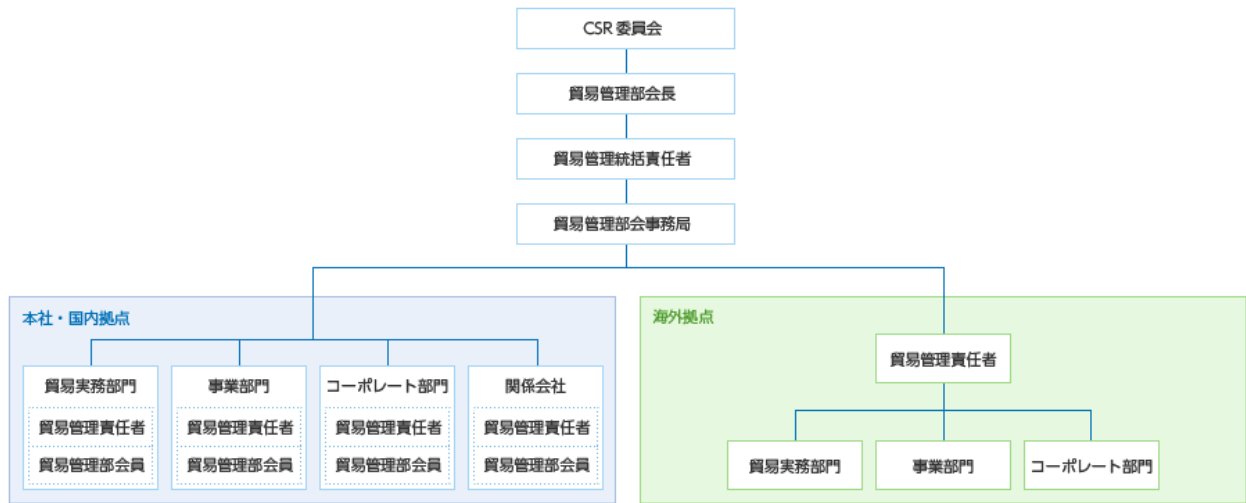 CSR 委員会
貿易管理部会長
貿易管理統括責任者
貿易管理部会事務局
本社・国内拠点
貿易実務部門
貿易管理責任者
貿易管理部会員
事業部門
貿易管理責任者
貿易管理部会員
コーポレート部門
貿易管理責任者
貿易管理部会員
関係会社
貿易管理責任者
貿易管理部会員
海外拠点
貿易管理責任者
貿易実務部門
事業部門
コーポレート部門